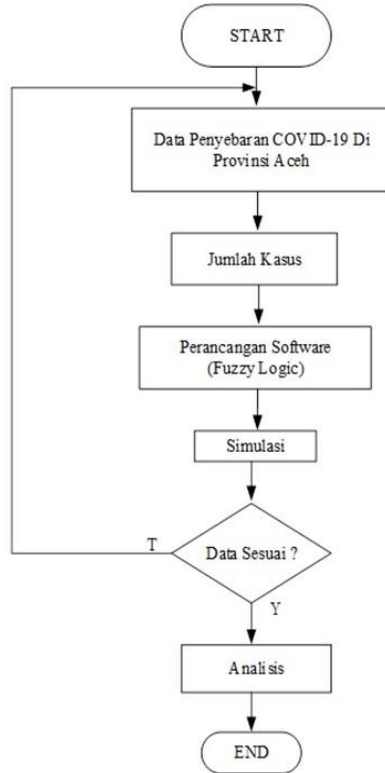 START
Data Penyebaran COVID-19 Di
Provinsi Aceh
Jumlah Kasus
Perancangan Software
(Fuzzy Logic)
Simulasi
Data Sesuai ?
T
Y
Analisis
END